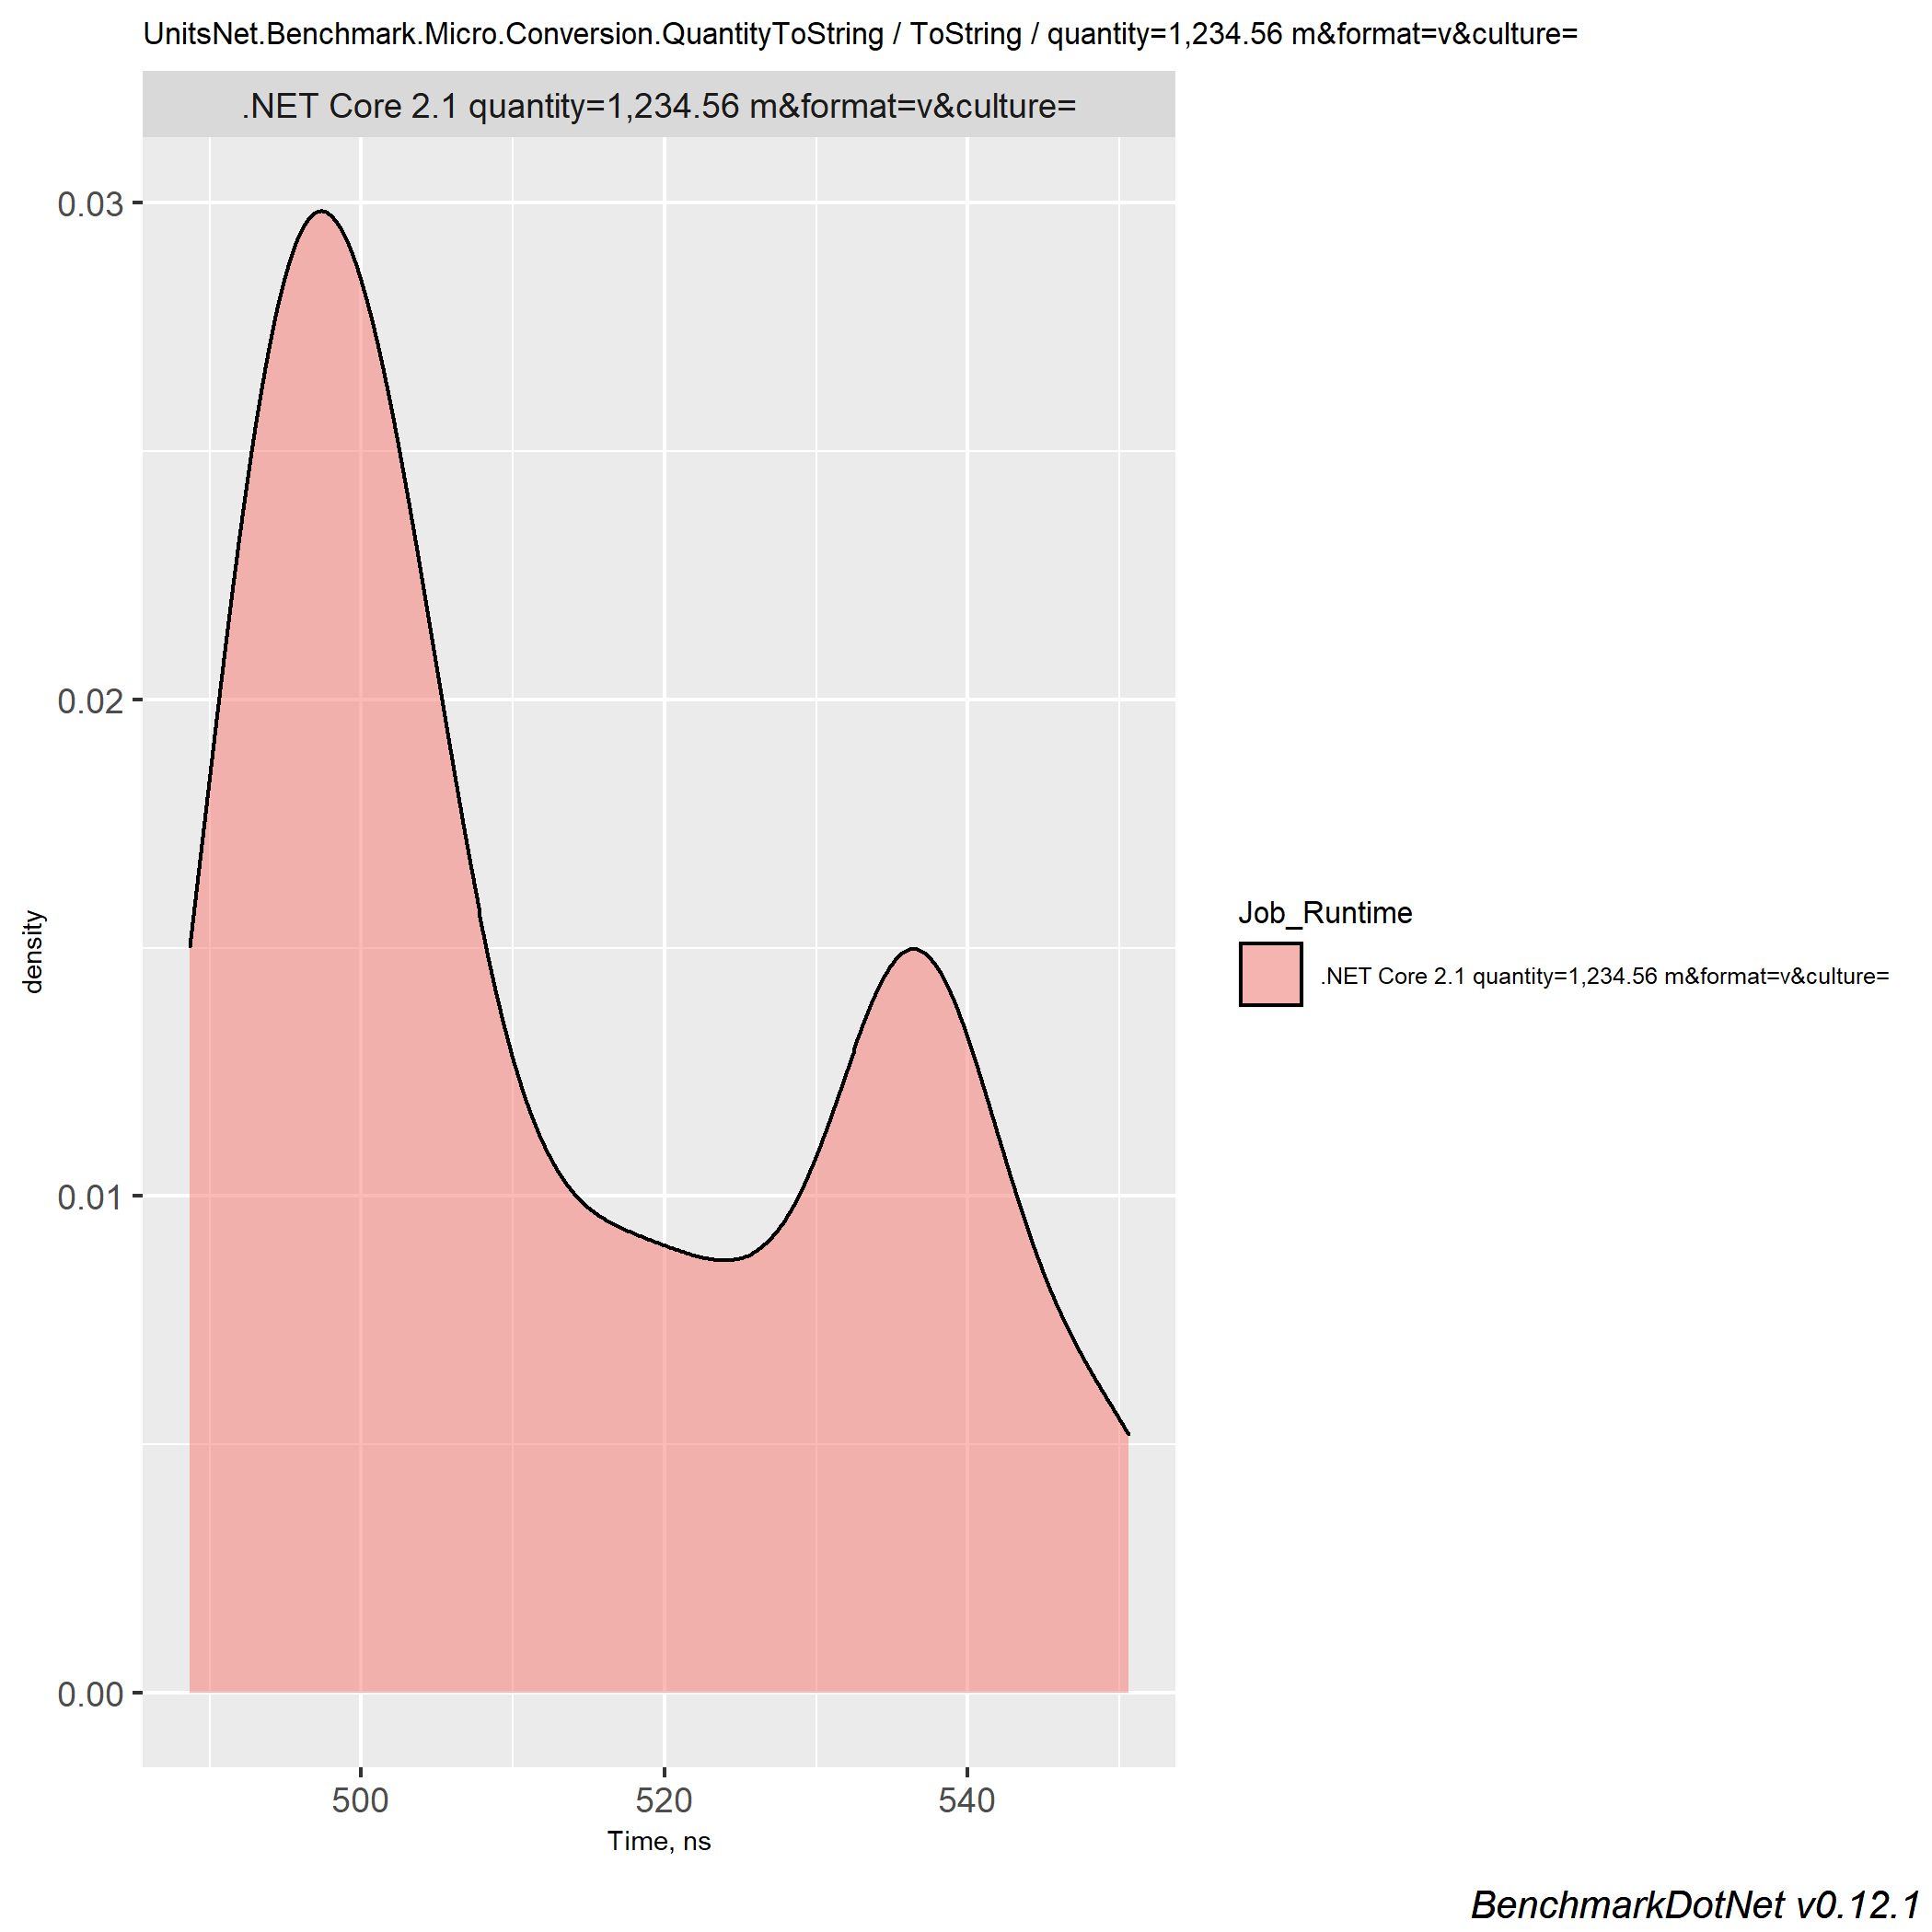 UnitsNet.Benchmark.Micro.Conversion.QuantityToString / ToString / quantity=1,234.56 m&format=v&culture=
.NET Core 2.1 quantity=1,234.56 m&format=v&culture=
0.03
0.02
0.01
0.00
density
500 520 540
Time, ns
Job_Runtime
.NET Core 2.1 quantity=1,234.56 m&format=v&culture=
BenchmarkDotNet v0.12.1